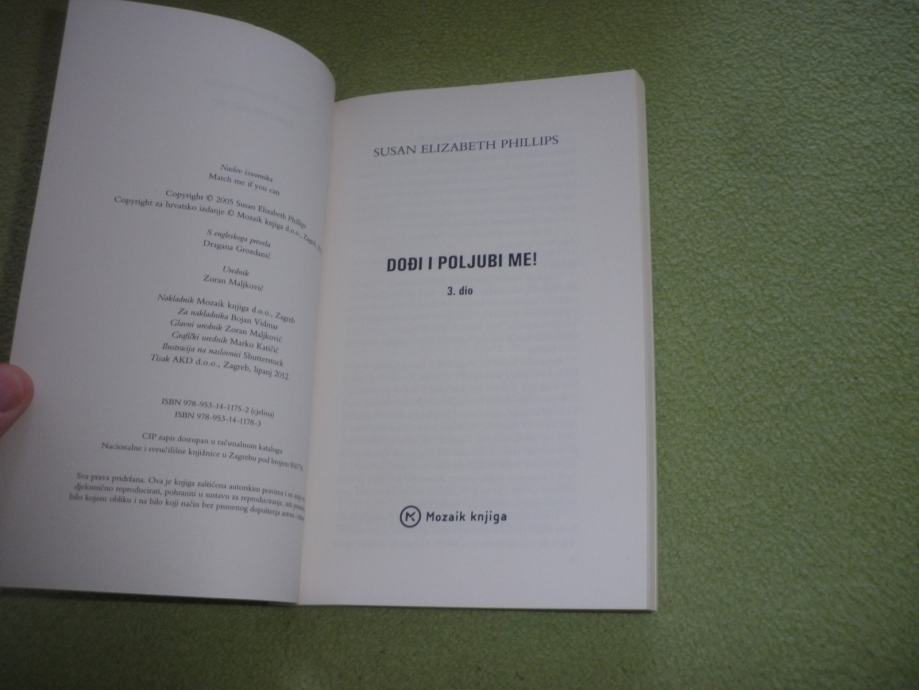 Naslov izvornika
Match me if you can
Copyright © 2005 Susan Elizabeth Phillips
Copyright za hrvatsko izdanje © Mozaik knjiga d.o.o., Zagreb,
S engleskoga prevela
Dragana Grozdanić
Urednik
Zoran Maljković
Nakladnik Mozaik knjiga d.o.o., Zagreb
Za nakladnika Bojan Vidmar
Glavni urednik Zoran Maljković
Grafički urednik Marko Katičić
Ilustracija na naslovnici Shutterstock
Tisak AKD d.o.o., Zagreb, lipanj 2012.
ISBN 978-953-14-1175-2 (cjelina)
ISBN 978-953-14-1178-3
CIP zapis dostupan u računalnom katalogu
Nacionalne i sveučilišne knjižnice u Zagrebu pod brojem
Sva prava pridržana. Ova je knjiga zaštićena autorskim pravima i ne
djelomično reproducirati, pohraniti u sustavu za reproduciranje, niti
bilo kojem obliku i na bilo koji način bez pismenog dopuštenja autora
SUSAN ELIZABETH PHILLIPS
DOĐI I POLJUBI ME!
3. dio
Mozaik knjiga